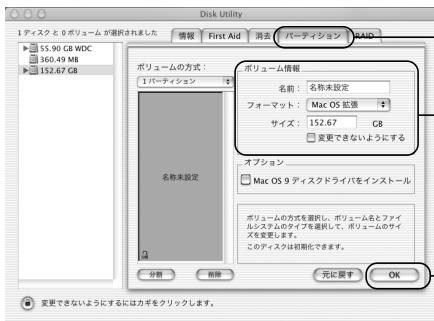 Disk Utility
1 ディスク と 0 ボリューム が選択されました
情報
First Aid
消去
パーティション
RAID
55.90 GB WDC
360.49 MB
152.67 GB
ボリュームの方式：
1 パーティション
名称未設定
分割
削除
ボリューム情報
名前： 名称未設定
フォーマット： Mac OS 拡張
サイズ： 152.67 GB
変更できないようにする
オプション
Mac OS 9 ディスクドライバをインストール
ボリュームの方式を選択し、ボリューム名とファイ
ルシステムのタイプを選択して、ボリュームのサイ
ズを変更します。
このディスクは初期化できます。
元に戻す
OK
変更できないようにするにはカギをクリックします。